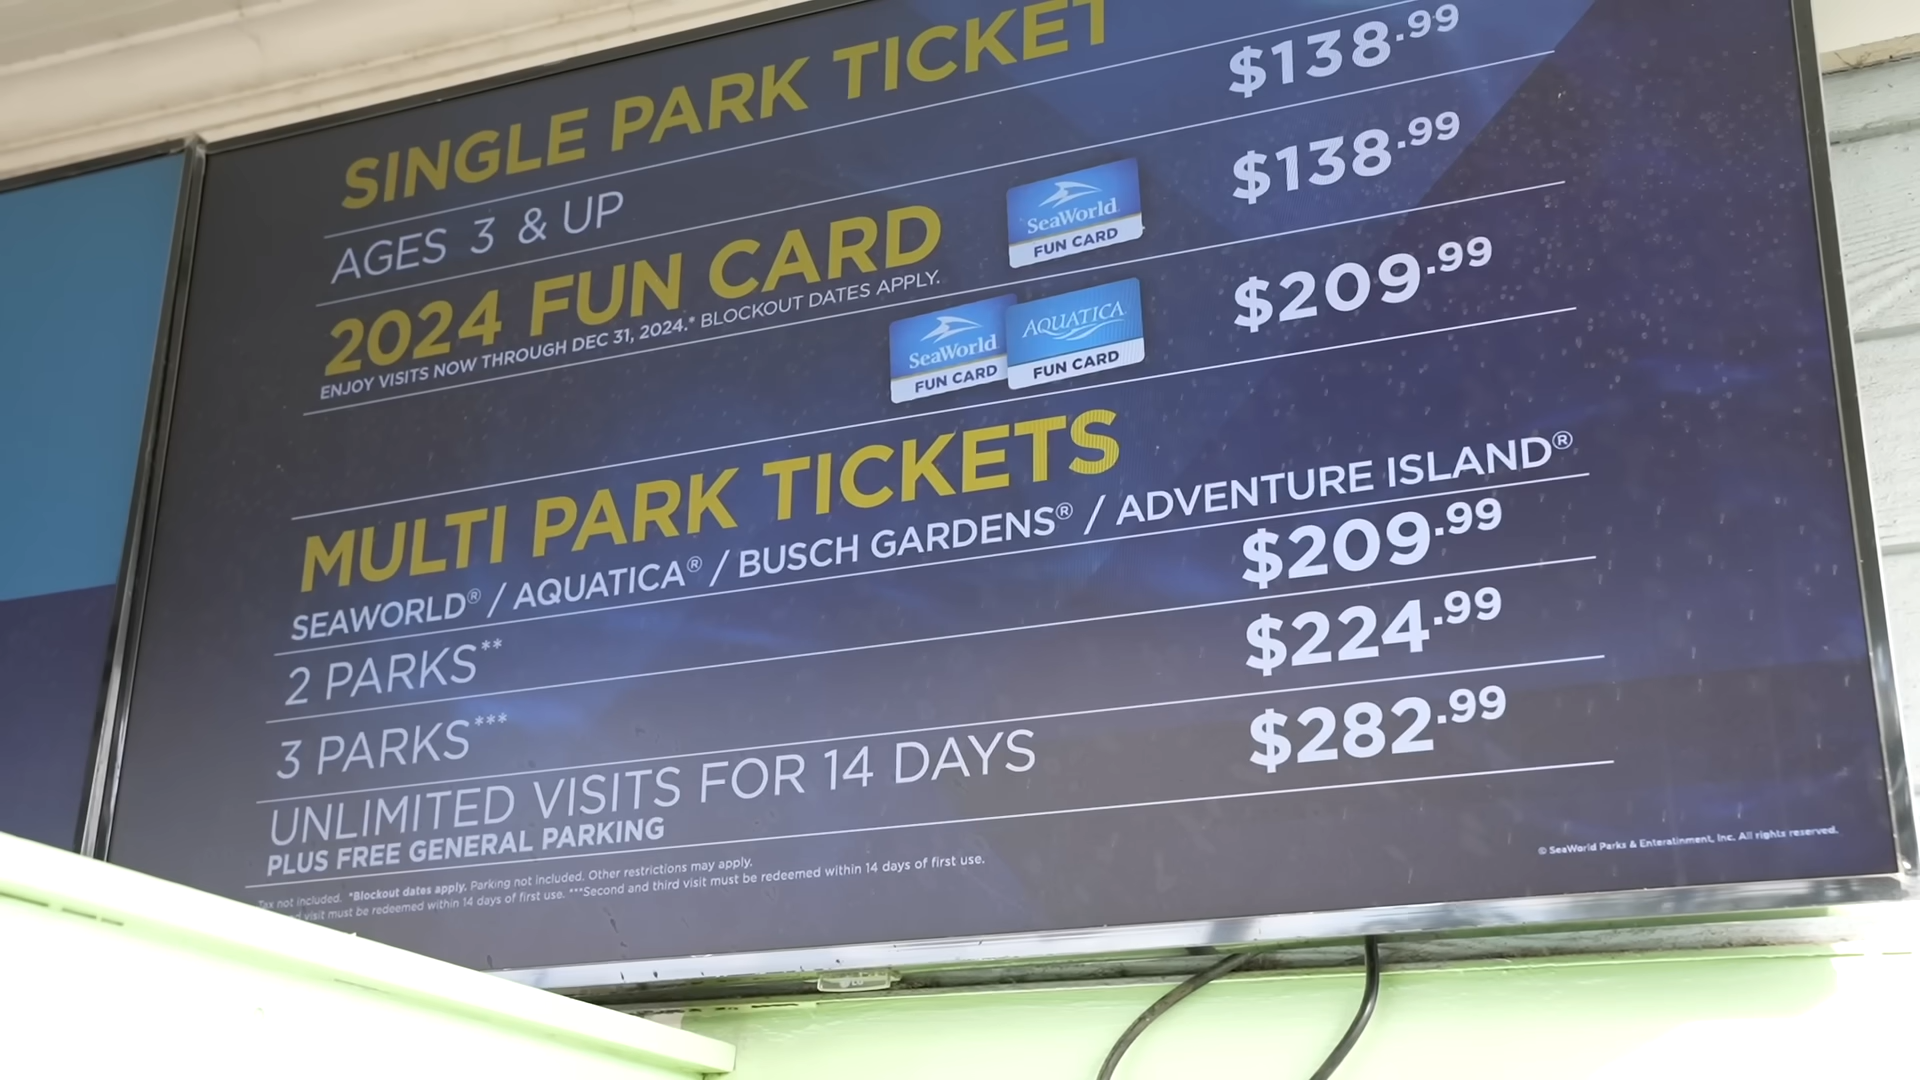 SINGLE PARK TICKET
AGES 3 & UP $138.99
2024 FUN CARD
SeaWorld
FUN CARD
$138.99
ENJOY VISITS NOW THROUGH DEC 31, 2024.* BLOCKOUT DATES APPLY.
SeaWorld
FUN CARD
AQUATICA
FUN CARD
$209.99
MULTI PARK TICKETS
SEAWORLD® / AQUATICA® / BUSCH GARDENS® / ADVENTURE ISLAND®
2 PARKS** $209.99
3 PARKS*** $224.99
UNLIMITED VISITS FOR 14 DAYS $282.99
PLUS FREE GENERAL PARKING
Tax not included. *Blockout dates apply. Parking not included. Other restrictions may apply.
visit must be redeemed within 14 days of first use. ***Second and third visit must be redeemed within 14 days of first use.
© SeaWorld Parks & Enteratinment, Inc. All rights reserved.
LG